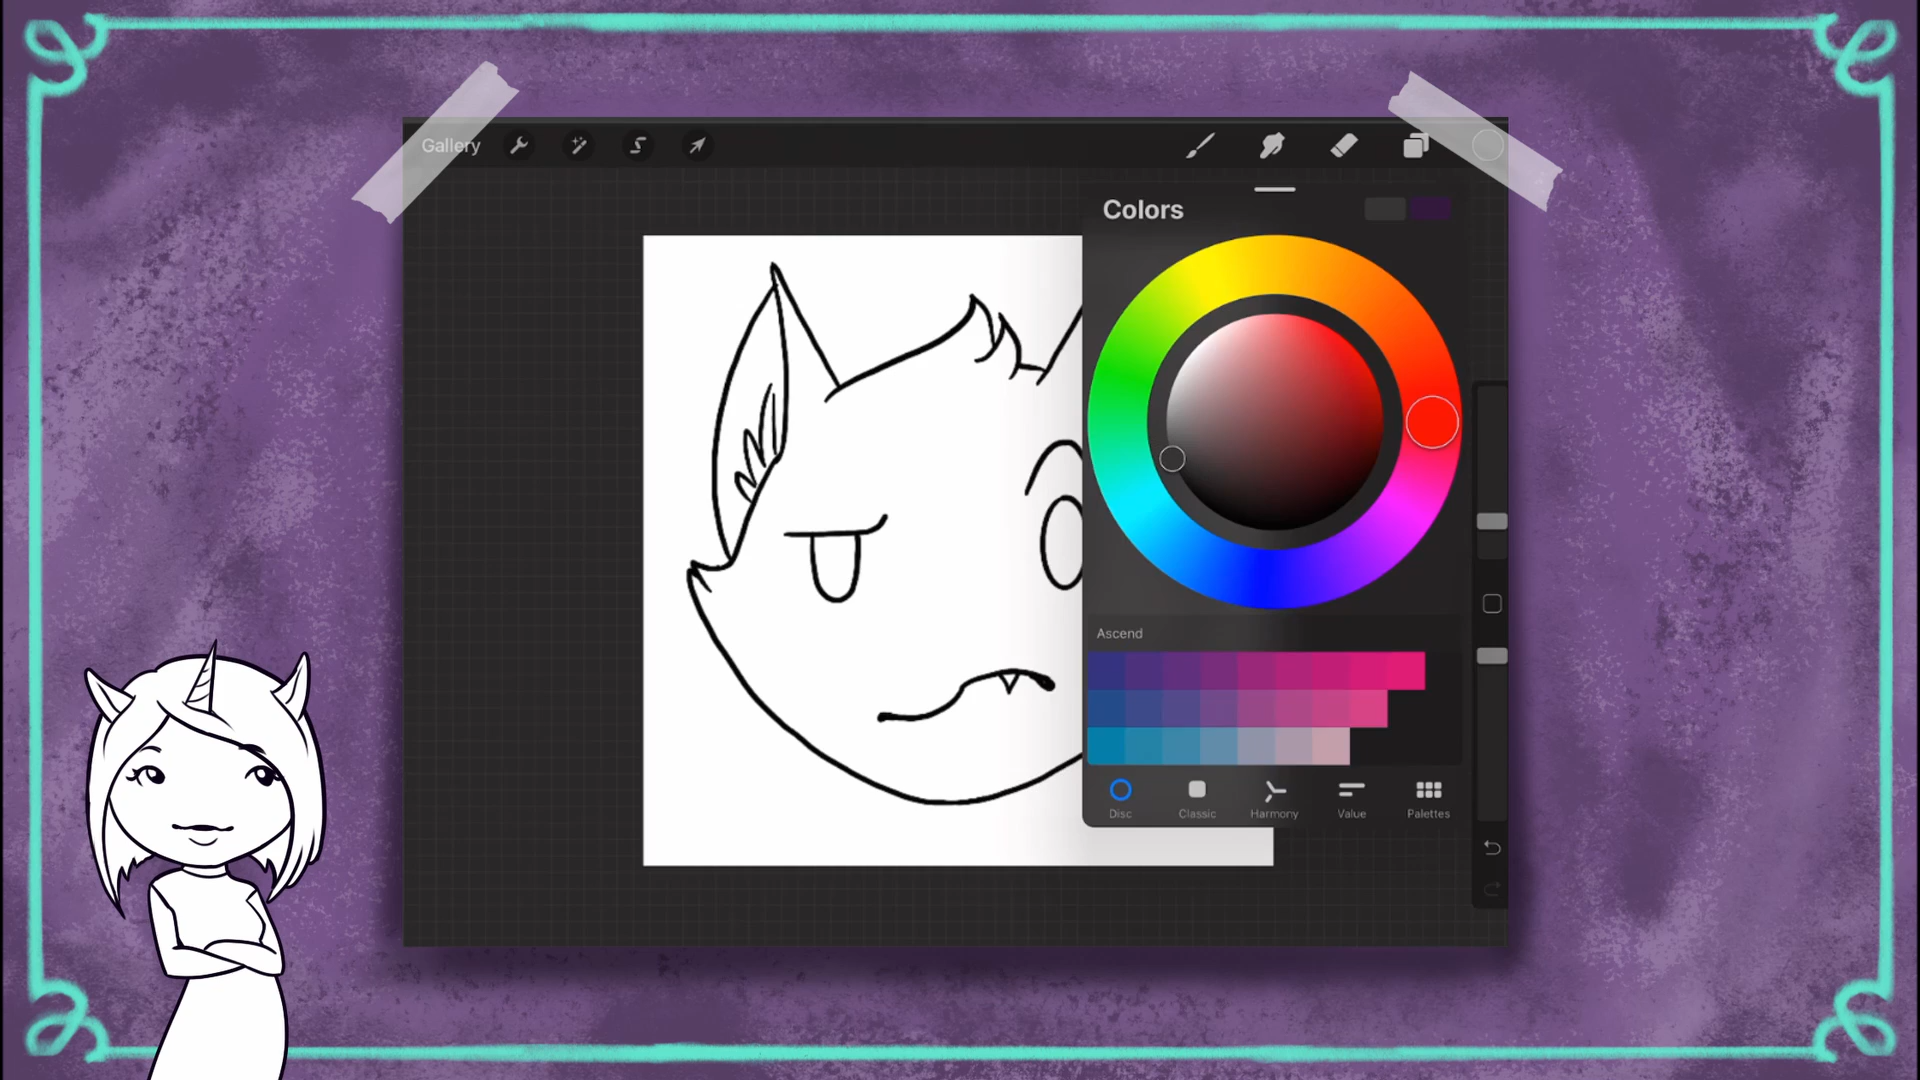 Gallery
Colors
Ascend
Disc
Classic
Harmony
Value
Palettes